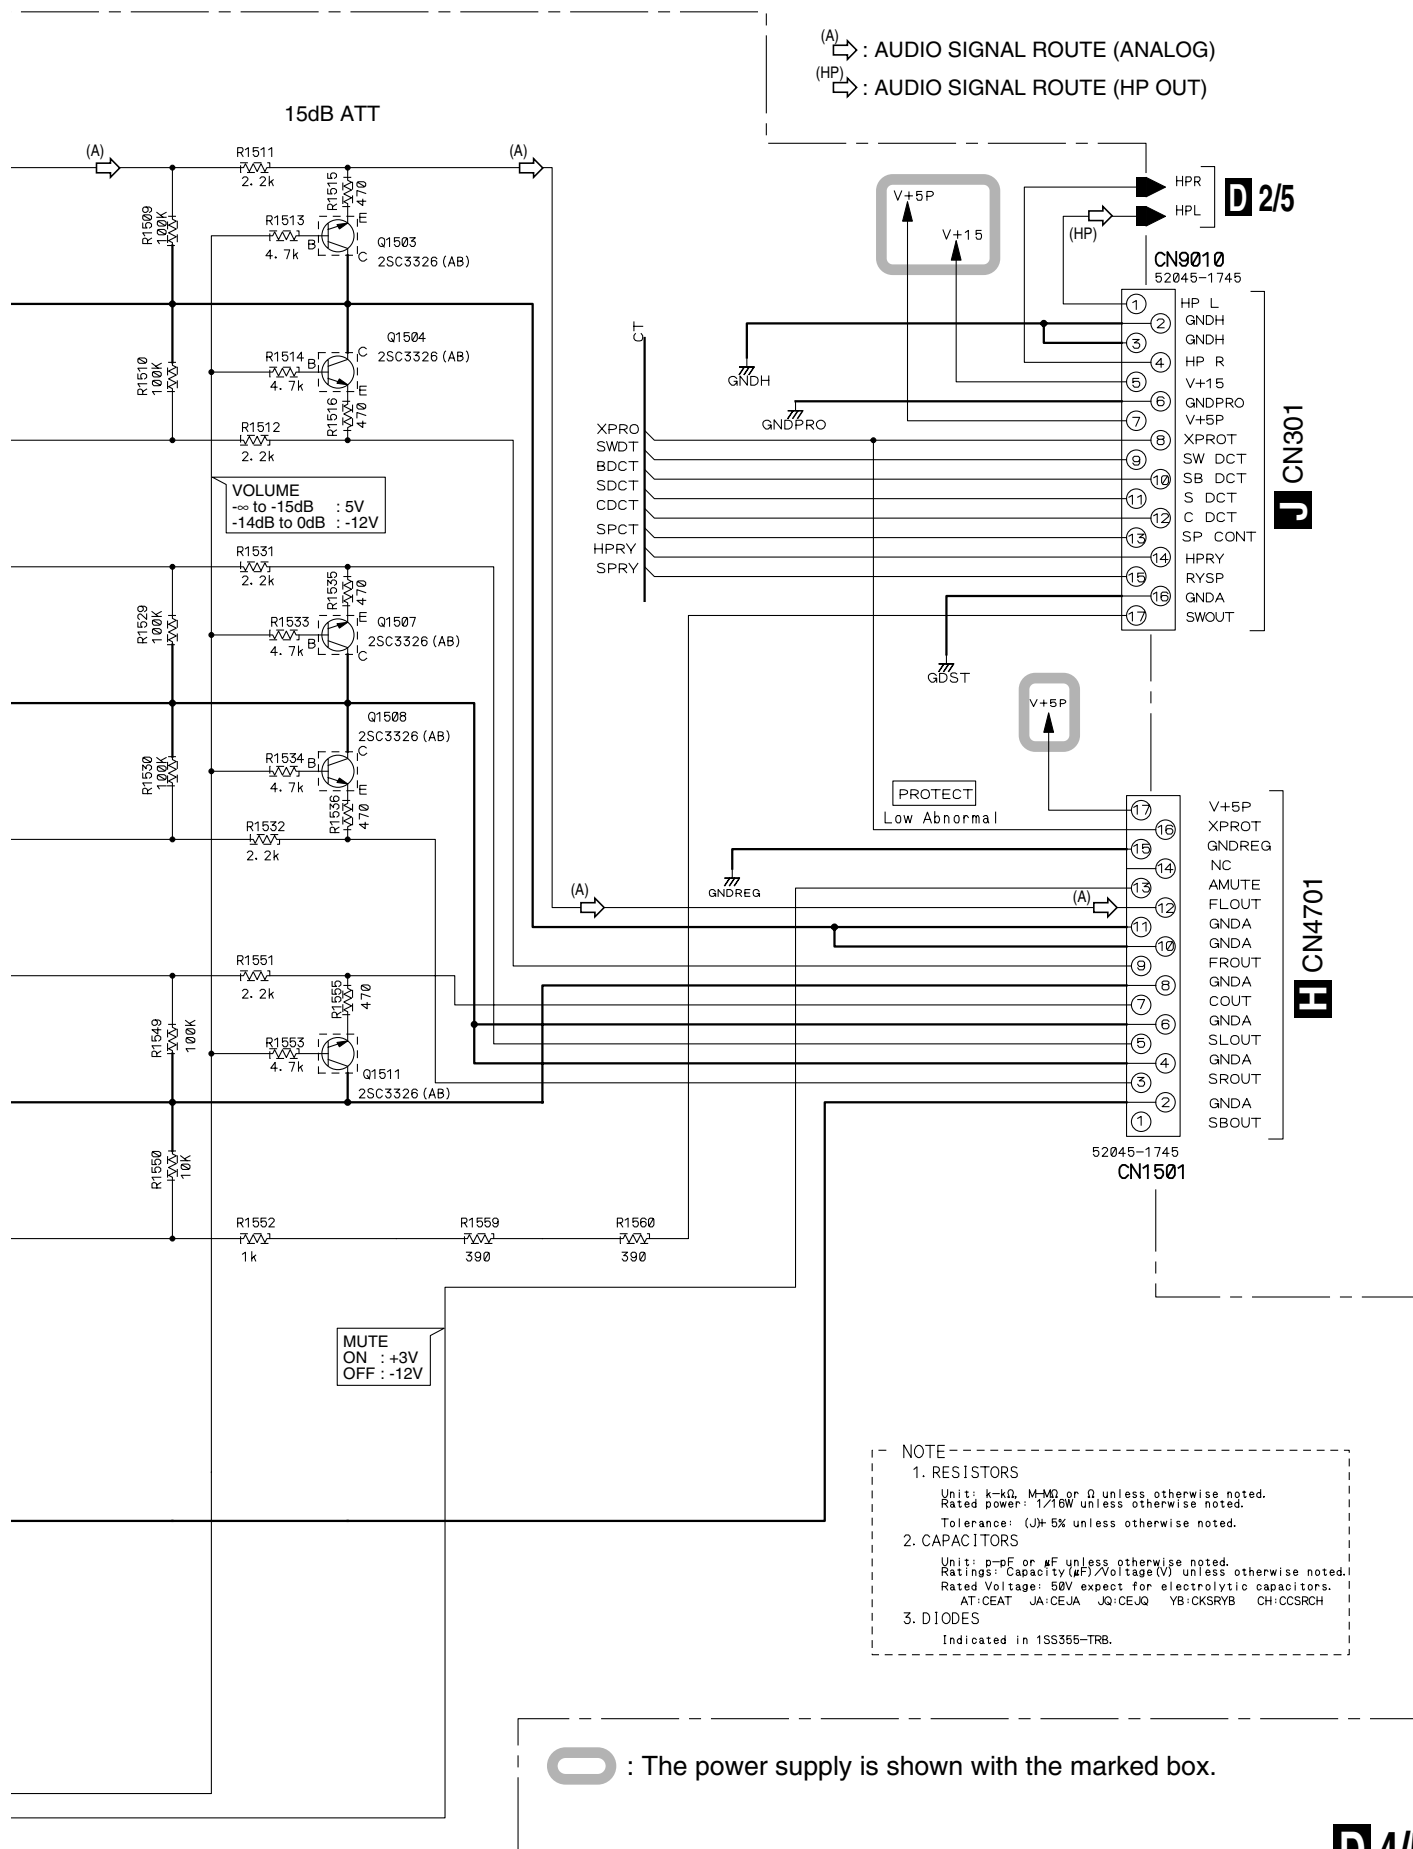 (A) : AUDIO SIGNAL ROUTE (ANALOG)
(HP) : AUDIO SIGNAL ROUTE (HP OUT)
15dB ATT
(A)
R1511
2. 2k
(A)
R1515
470
R1509
100K
R1513
4. 7k
B
E
C
Q1503
2SC3326 (AB)
V+5P
V+15
HPR
HPL
D 2/5
(HP)
CN9010
52045-1745
Q1504
2SC3326 (AB)
R1510
100K
R1514
4. 7k
B
C
E
R1516
470
R1512
2. 2k
CT
GNDH
GNDPRO
XPRO
SWDT
BDCT
SDCT
CDCT
SPCT
HPRY
SPRY
1 HP L
2 GNDH
3 GNDH
4 HP R
5 V+15
6 GNDPRO
7 V+5P
8 XPROT
9 SW DCT
10 SB DCT
11 S DCT
12 C DCT
13 SP CONT
14 HPRY
15 RYSP
16 GNDA
17 SWOUT
J CN301
VOLUME
-∞ to -15dB : 5V
-14dB to 0dB : -12V
R1531
2. 2k
R1535
470
R1529
100K
R1533
4. 7k
B
E
C
Q1507
2SC3326 (AB)
GDST
V+5P
Q1508
2SC3326 (AB)
R1530
100K
R1534
4. 7k
B
C
E
R1536
470
R1532
2. 2k
PROTECT
Low Abnormal
GNDREG
(A)
(A)
17 V+5P
16 XPROT
15 GNDREG
14 NC
13 AMUTE
12 FLOUT
11 GNDA
10 GNDA
9 FROUT
8 GNDA
7 COUT
6 GNDA
5 SLOUT
4 GNDA
3 SROUT
2 GNDA
1 SBOUT
H CN4701
52045-1745
CN1501
R1551
2. 2k
R1555
470
R1549
100K
R1553
4. 7k
Q1511
2SC3326 (AB)
R1550
10K
R1552
1k
R1559
390
R1560
390
MUTE
ON : +3V
OFF : -12V
NOTE
1. RESISTORS
Unit: k-kΩ, M-MΩ or Ω unless otherwise noted.
Rated power: 1/16W unless otherwise noted.
Tolerance: (J)± 5% unless otherwise noted.
2. CAPACITORS
Unit: p-pF or μF unless otherwise noted.
Ratings: Capacity(μF)/Voltage(V) unless otherwise noted.
Rated Voltage: 50V expect for electrolytic capacitors.
AT:CEAT JA:CEJA JQ:CEJQ YB:CKSRYB CH:CCSRCH
3. DIODES
Indicated in 1SS355-TRB.
: The power supply is shown with the marked box.